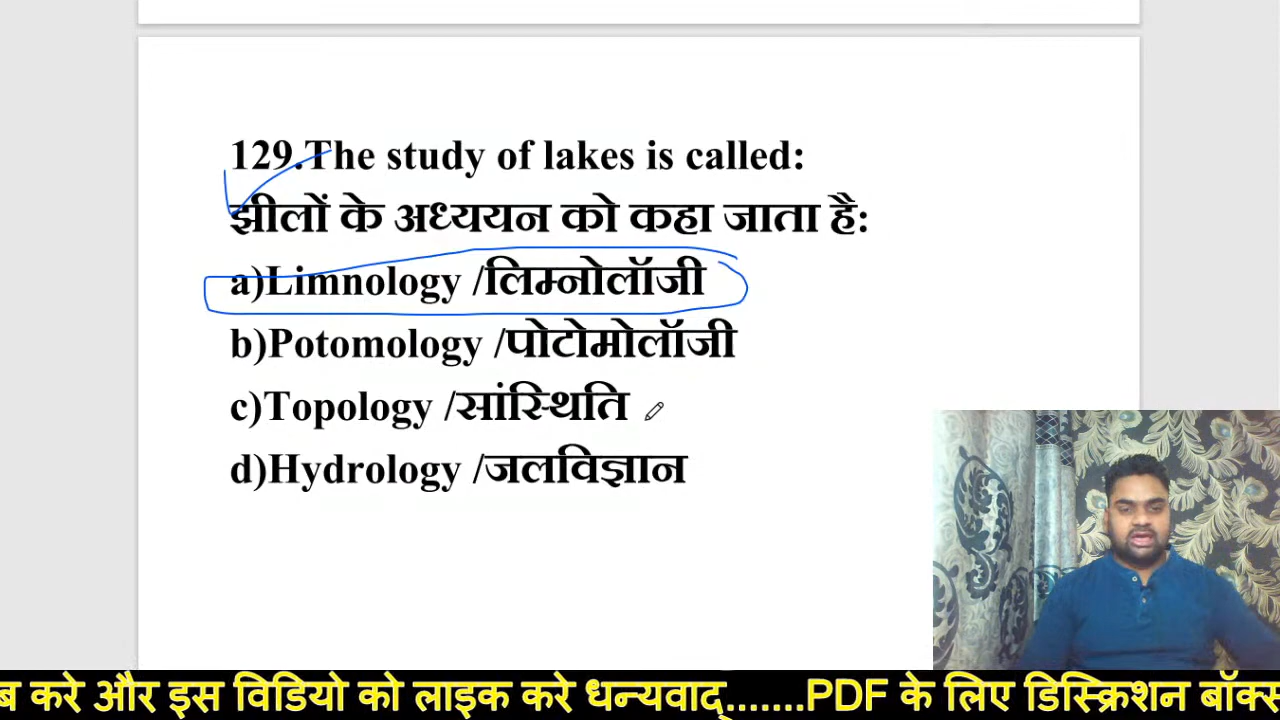 129.The study of lakes is called:
झीलों के अध्ययन को कहा जाता है:
a)Limnology /लिम्नोलॉजी
b)Potomology /पोटोमोलॉजी
c)Topology /सांस्थिति
d)Hydrology /जलविज्ञान
ब करे और इस विडियो को लाइक करे धन्यवाद्.......PDF के लिए डिस्क्रिशन बॉक्स